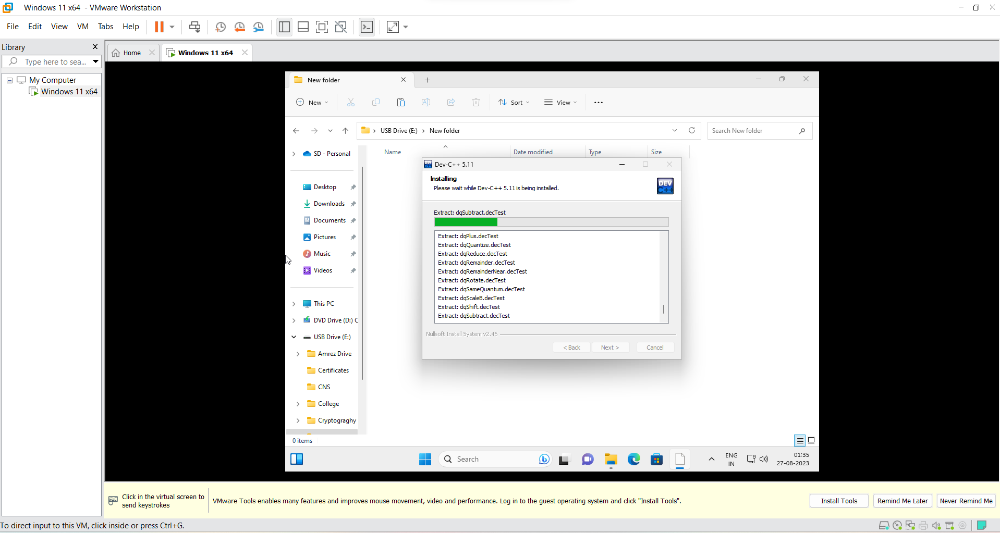 Windows 11 x64 - VMware Workstation
File Edit View VM Tabs Help
Library
Type here to sea...
My Computer
Windows 11 x64
Home
Windows 11 x64
New folder
New
Sort
View
USB Drive (E:) › New folder
Search New folder
SD - Personal
Desktop
Downloads
Documents
Pictures
Music
Videos
This PC
DVD Drive (D:) C
USB Drive (E:)
Amrez Drive
Certificates
CNS
College
Cryptograghy
Name Date modified Type Size
Dev-C++ 5.11
Installing
Please wait while Dev-C++ 5.11 is being installed.
DEV
C++
Extract: dqSubtract.decTest
Extract: dqPlus.decTest
Extract: dqQuantize.decTest
Extract: dqReduce.decTest
Extract: dqRemainder.decTest
Extract: dqRemainderNear.decTest
Extract: dqRotate.decTest
Extract: dqSameQuantum.decTest
Extract: dqScaleB.decTest
Extract: dqShift.decTest
Extract: dqSubtract.decTest
Nullsoft Install System v2.46
< Back Next > Cancel
0 items
Search
ENG
IN
01:35
27-08-2023
Click in the virtual screen to
send keystrokes
VMware Tools enables many features and improves mouse movement, video and performance. Log in to the guest operating system and click "Install Tools".
Install Tools Remind Me Later Never Remind Me
To direct input to this VM, click inside or press Ctrl+G.